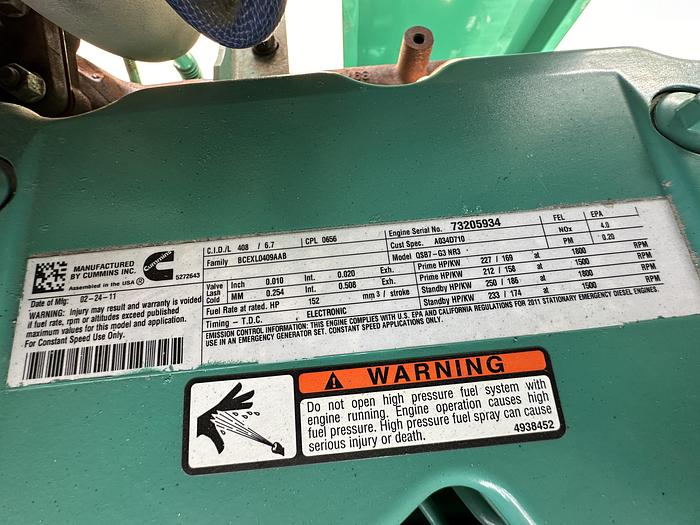 MANUFACTURED
BY CUMMINS INC.
Assembled in the U.S.A.®
Cummins
5272643
Date of Mfg: 02-24-11
WARNING: Injury may result and warranty is voided
if fuel rate, rpm or altitudes exceed published
maximum values for this model and application.
For Constant Speed Use Only.
C.I.D./L 408 / 6.7
CPL 0656
Family BCEXL0409AAB
Valve Lash Cold
Inch 0.010 Int. 0.020 Exh.
MM 0.254 Int. 0.508 Exh.
Fuel Rate at rated. HP 152 mm3 / stroke
Timing - T.D.C. ELECTRONIC
Engine Serial No. 73205934
Cust Spec. A034D710
Model QSB7-G3 NR3
FEL EPA
NOx 4.0
PM 0.20
Prime HP/KW 227 / 169 at 1800 RPM
Prime HP/KW 212 / 158 at 1500 RPM
Standby HP/KW 250 / 186 at 1800 RPM
Standby HP/KW 233 / 174 at 1500 RPM
EMISSION CONTROL INFORMATION: THIS ENGINE COMPLIES WITH U.S. EPA AND CALIFORNIA REGULATIONS FOR 2011 STATIONARY EMERGENCY DIESEL ENGINES.
USE IN AN EMERGENCY GENERATOR SET. CONSTANT SPEED APPLICATIONS ONLY.
WARNING
Do not open high pressure fuel system with
engine running. Engine operation causes high
fuel pressure. High pressure fuel spray can cause
serious injury or death.
4938452